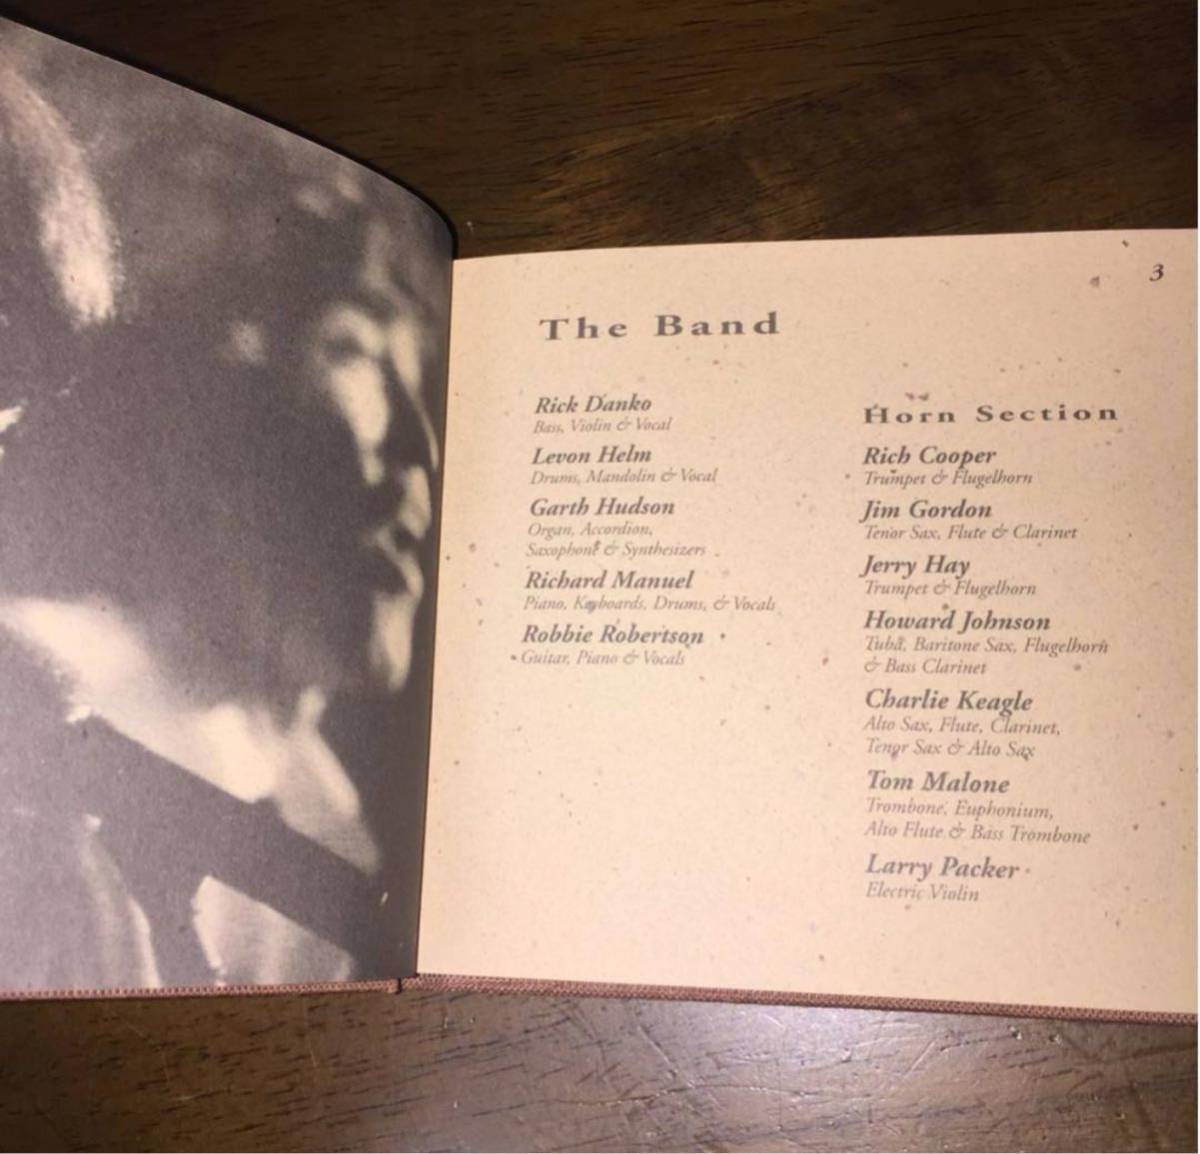 3
The Band
Rick Danko
Bass, Violin & Vocal
Levon Helm
Drums, Mandolin & Vocal
Garth Hudson
Organ, Accordion,
Saxophone & Synthesizers
Richard Manuel
Piano, Keyboards, Drums, & Vocals
Robbie Robertson
Guitar, Piano & Vocals
Horn Section
Rich Cooper
Trumpet & Flugelhorn
Jim Gordon
Tenor Sax, Flute & Clarinet
Jerry Hay
Trumpet & Flugelhorn
Howard Johnson
Tuba, Baritone Sax, Flugelhorn
& Bass Clarinet
Charlie Keagle
Alto Sax, Flute, Clarinet,
Tenor Sax & Alto Sax
Tom Malone
Trombone, Euphonium,
Alto Flute & Bass Trombone
Larry Packer
Electric Violin